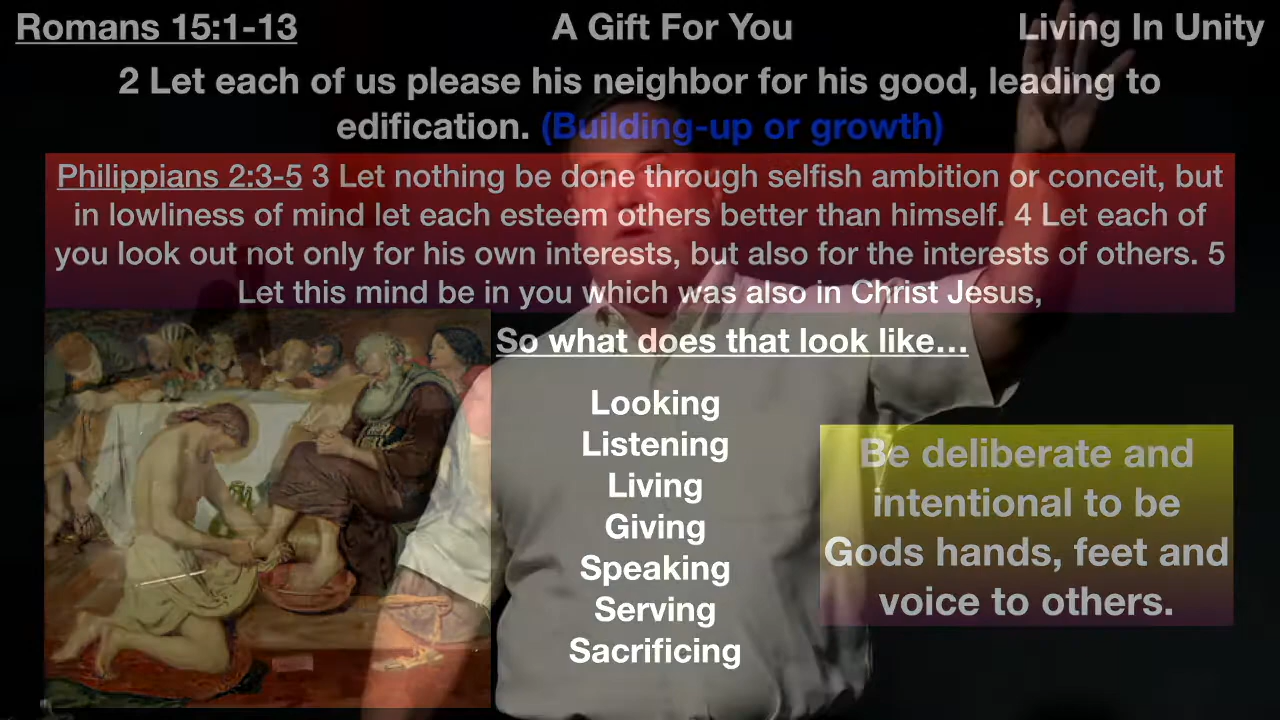 Romans 15:1-13
A Gift For You
Living In Unity
2 Let each of us please his neighbor for his good, leading to
edification. (Building-up or growth)
Philippians 2:3-5 3 Let nothing be done through selfish ambition or conceit, but
in lowliness of mind let each esteem others better than himself. 4 Let each of
you look out not only for his own interests, but also for the interests of others. 5
Let this mind be in you which was also in Christ Jesus,
So what does that look like...
Looking
Listening
Living
Giving
Speaking
Serving
Sacrificing
Be deliberate and
intentional to be
Gods hands, feet and
voice to others.